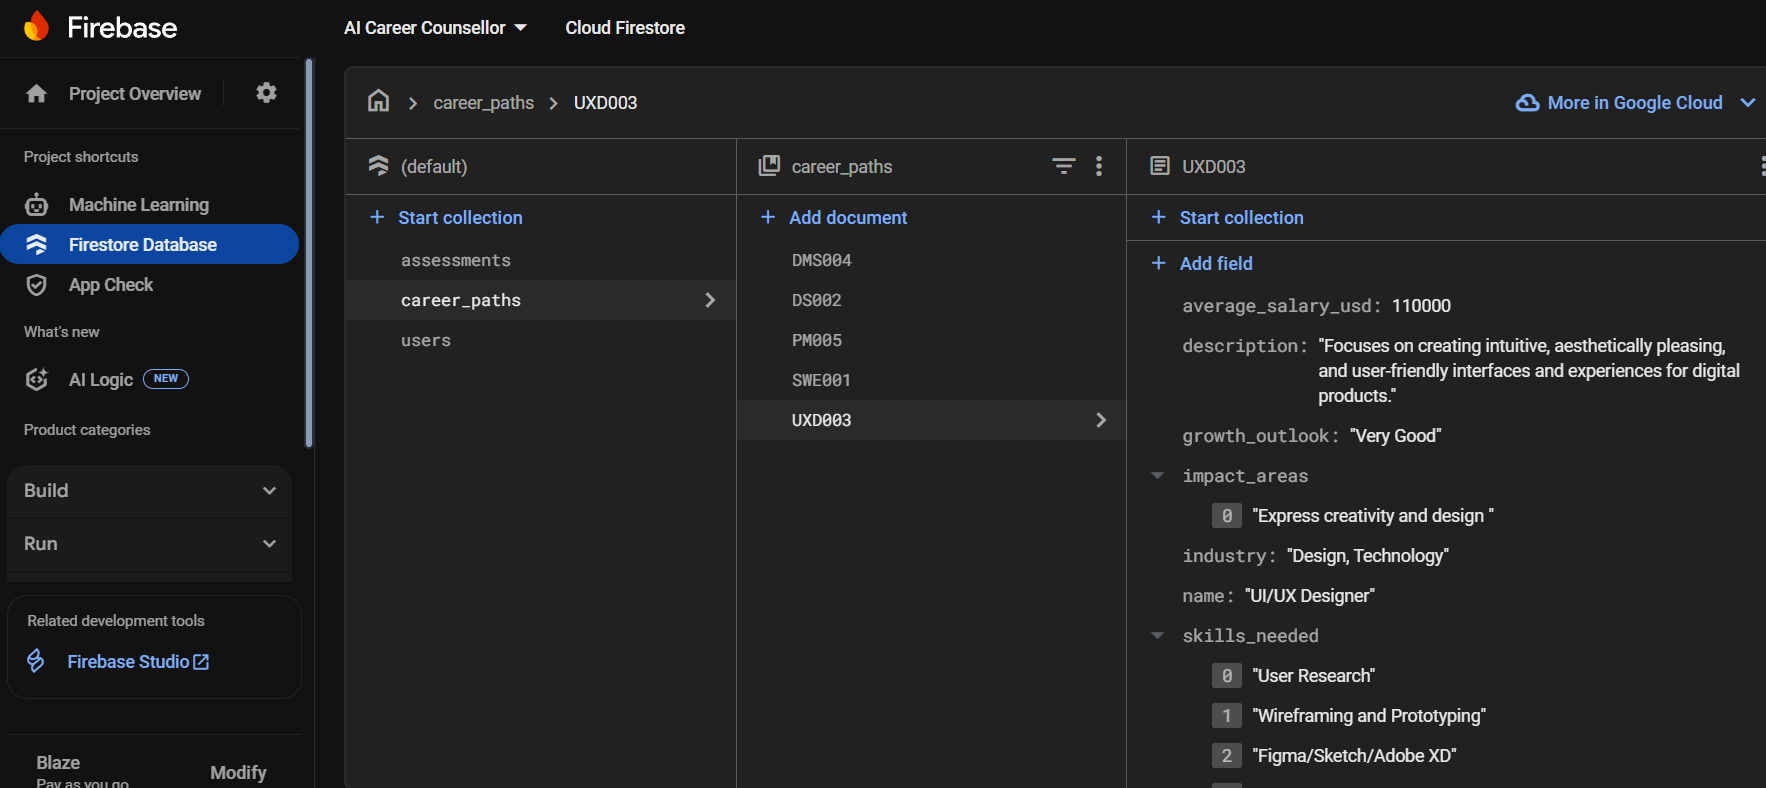 Firebase
AI Career Counsellor
Cloud Firestore
Project Overview
Project shortcuts
Machine Learning
Firestore Database
App Check
What's new
AI Logic NEW
Product categories
Build
Run
Related development tools
Firebase Studio
Blaze
Pay as you go
Modify
career_paths
UXD003
More in Google Cloud
(default)
Start collection
assessments
career_paths
users
career_paths
Add document
DMS004
DS002
PM005
SWE001
UXD003
UXD003
Start collection
Add field
average_salary_usd: 110000
description: "Focuses on creating intuitive, aesthetically pleasing,
and user-friendly interfaces and experiences for digital
products."
growth_outlook: "Very Good"
impact_areas
0 "Express creativity and design "
industry: "Design, Technology"
name: "UI/UX Designer"
skills_needed
0 "User Research"
1 "Wireframing and Prototyping"
2 "Figma/Sketch/Adobe XD"